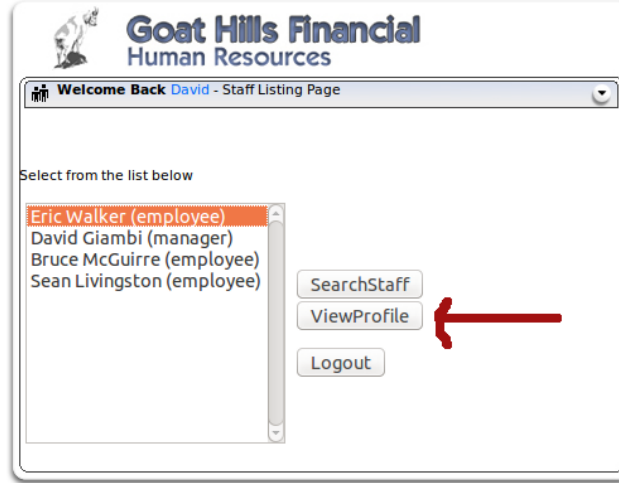 Goat Hills Financial
Human Resources
Welcome Back David - Staff Listing Page
Select from the list below
Eric Walker (employee)
David Giambi (manager)
Bruce McGuirre (employee)
Sean Livingston (employee)
SearchStaff
ViewProfile
Logout